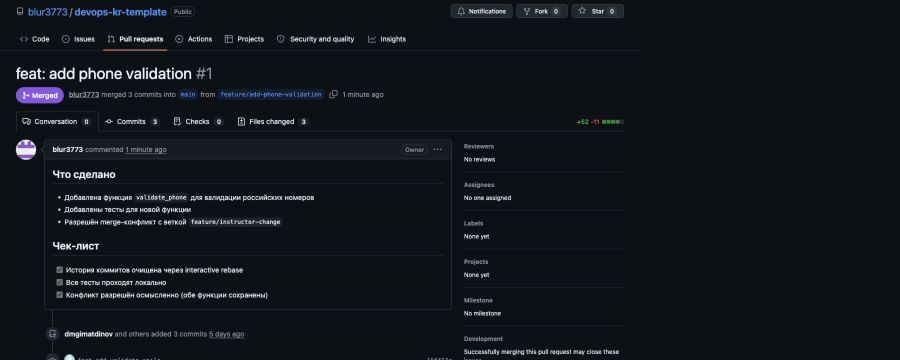 blur3773 / devops-kr-template Public
Notifications Fork 0 Star 0
Code Issues Pull requests Actions Projects Security and quality Insights
feat: add phone validation #1
Merged blur3773 merged 3 commits into main from feature/add-phone-validation 1 minute ago
Conversation 0 Commits 3 Checks 0 Files changed 3 +52 -11
blur3773 commented 1 minute ago Owner
Что сделано
• Добавлена функция validate_phone для валидации российских номеров
• Добавлены тесты для новой функции
• Разрешён merge-конфликт с веткой feature/instructor-change
Чек-лист
История коммитов очищена через interactive rebase
Все тесты проходят локально
Конфликт разрешён осмысленно (обе функции сохранены)
dmgimatdinov and others added 3 commits 5 days ago
Reviewers
No reviews
Assignees
No one assigned
Labels
None yet
Projects
None yet
Milestone
No milestone
Development
Successfully merging this pull request may close these